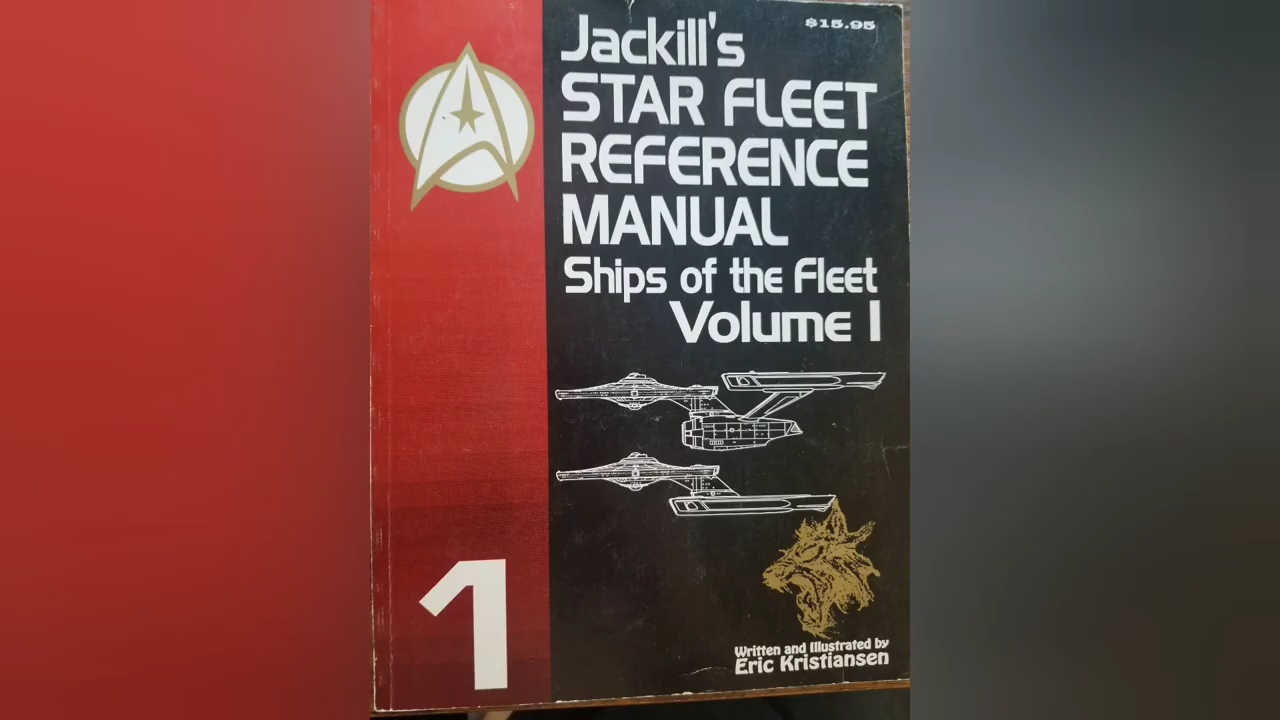 $15.95
Jackill's
STAR FLEET
REFERENCE
MANUAL
Ships of the Fleet
Volume I
1
Written and Illustrated by
Eric Kristiansen